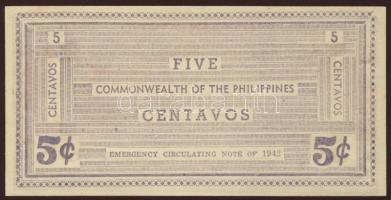 5
5
FIVE
CENTAVOS
COMMONWEALTH OF THE PHILIPPINES
CENTAVOS
CENTAVOS
5¢
EMERGENCY CIRCULATING NOTE OF 1942
5¢